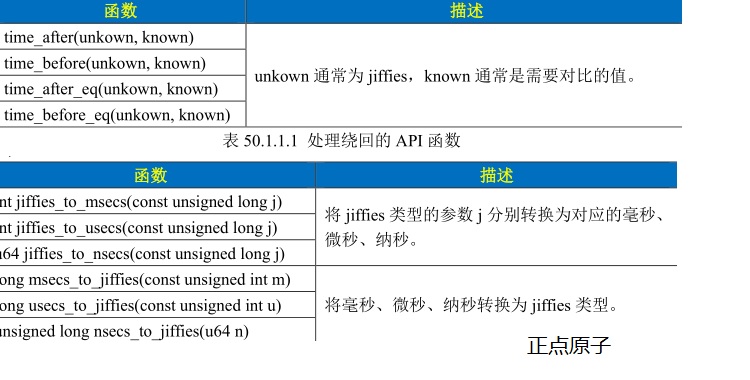 函数 描述
time_after(unkown, known)
time_before(unkown, known)
time_after_eq(unkown, known)
time_before_eq(unkown, known)
unkown 通常为 jiffies，known 通常是需要对比的值。
表 50.1.1.1 处理绕回的 API 函数
函数 描述
nt jiffies_to_msecs(const unsigned long j)
nt jiffies_to_usecs(const unsigned long j)
u64 jiffies_to_nsecs(const unsigned long j)
将 jiffies 类型的参数 j 分别转换为对应的毫秒、
微秒、纳秒。
ong msecs_to_jiffies(const unsigned int m)
ong usecs_to_jiffies(const unsigned int u)
unsigned long nsecs_to_jiffies(u64 n)
将毫秒、微秒、纳秒转换为 jiffies 类型。
正点原子